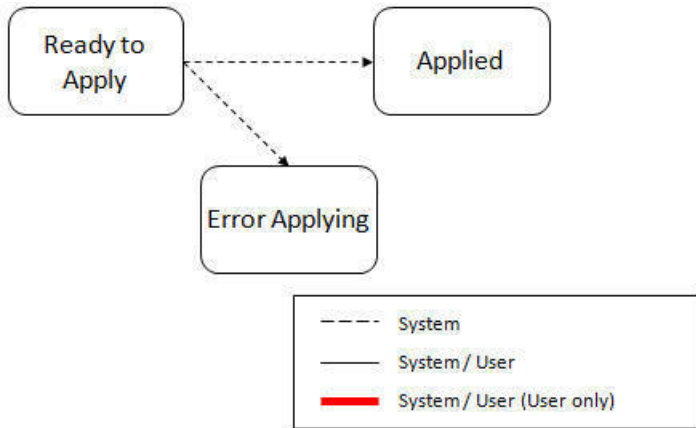 Ready to
Apply
Applied
Error Applying
System
System / User
System / User (User only)